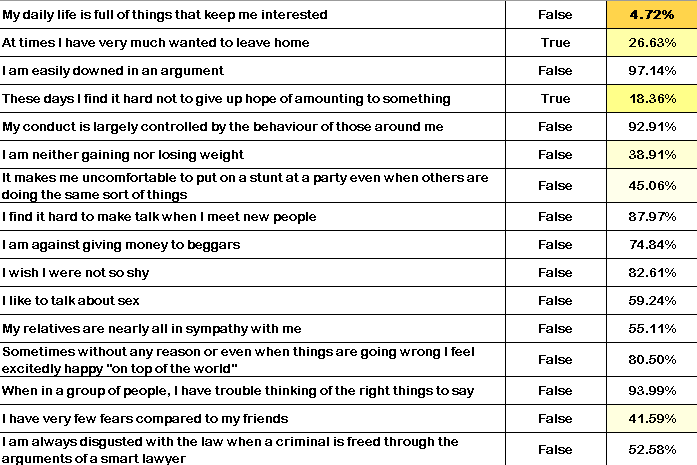 My daily life is full of things that keep me interested False 4.72%
At times I have very much wanted to leave home True 26.63%
I am easily downed in an argument False 97.14%
These days I find it hard not to give up hope of amounting to something True 18.36%
My conduct is largely controlled by the behaviour of those around me False 92.91%
I am neither gaining nor losing weight False 38.91%
It makes me uncomfortable to put on a stunt at a party even when others are
doing the same sort of things False 45.06%
I find it hard to make talk when I meet new people False 87.97%
I am against giving money to beggars False 74.84%
I wish I were not so shy False 82.61%
I like to talk about sex False 59.24%
My relatives are nearly all in sympathy with me False 55.11%
Sometimes without any reason or even when things are going wrong I feel
excitedly happy "on top of the world" False 80.50%
When in a group of people, I have trouble thinking of the right things to say False 93.99%
I have very few fears compared to my friends False 41.59%
I am always disgusted with the law when a criminal is freed through the
arguments of a smart lawyer False 52.58%